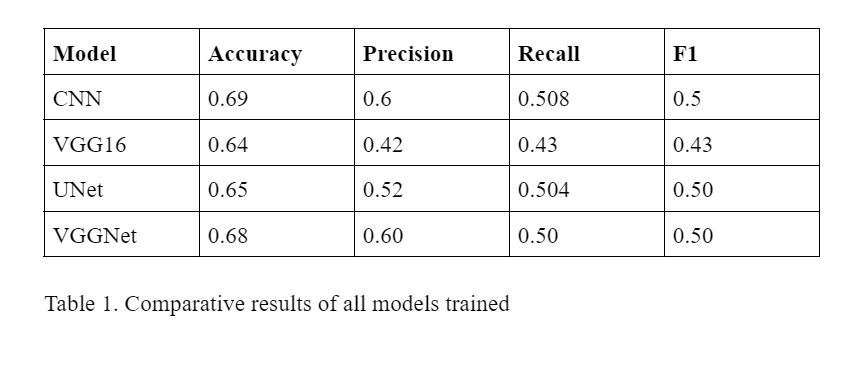 Model Accuracy Precision Recall F1
CNN 0.69 0.6 0.508 0.5
VGG16 0.64 0.42 0.43 0.43
UNet 0.65 0.52 0.504 0.50
VGGNet 0.68 0.60 0.50 0.50
Table 1. Comparative results of all models trained